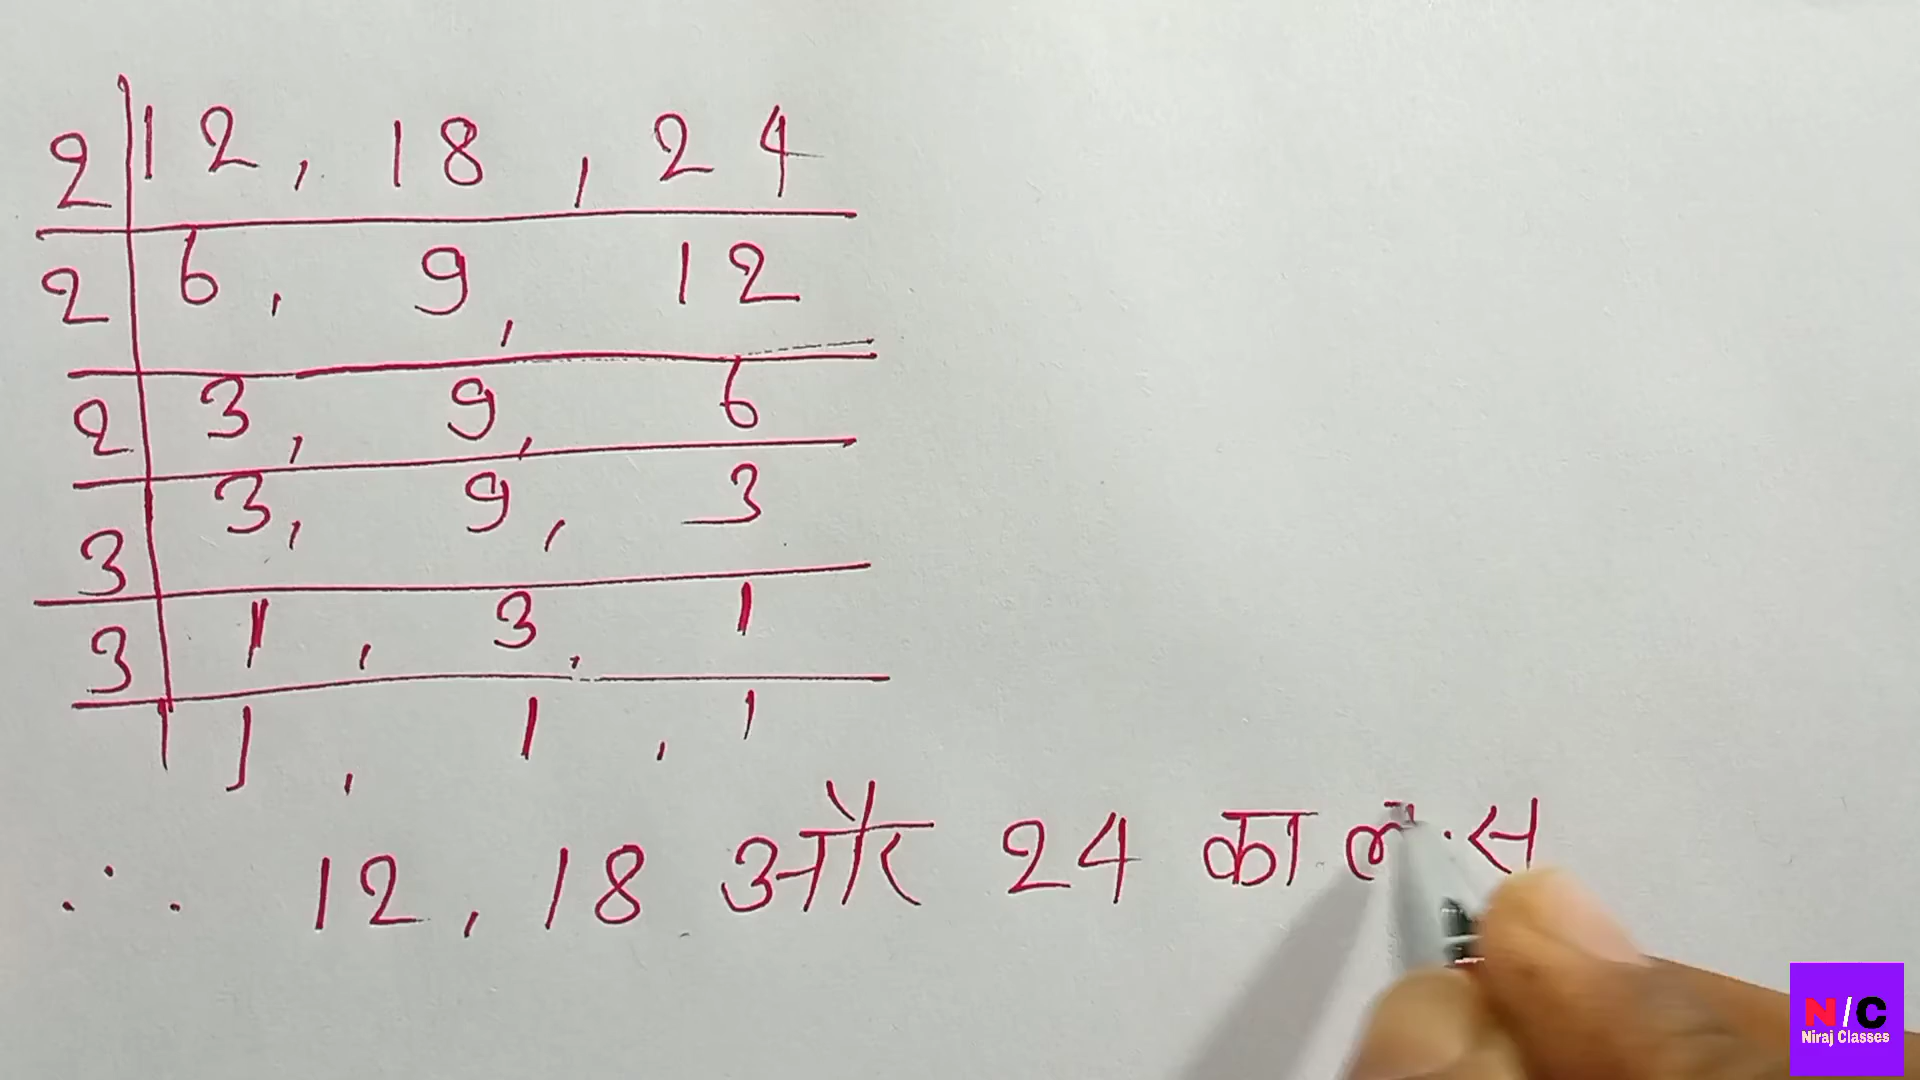 2 | 12, 18, 24
2 | 6, 9, 12
2 | 3, 9, 6
3 | 3, 9, 3
3 | 1, 3, 1
| 1, 1, 1
∴ 12, 18 और 24 का ल.स
N/C
Niraj Classes